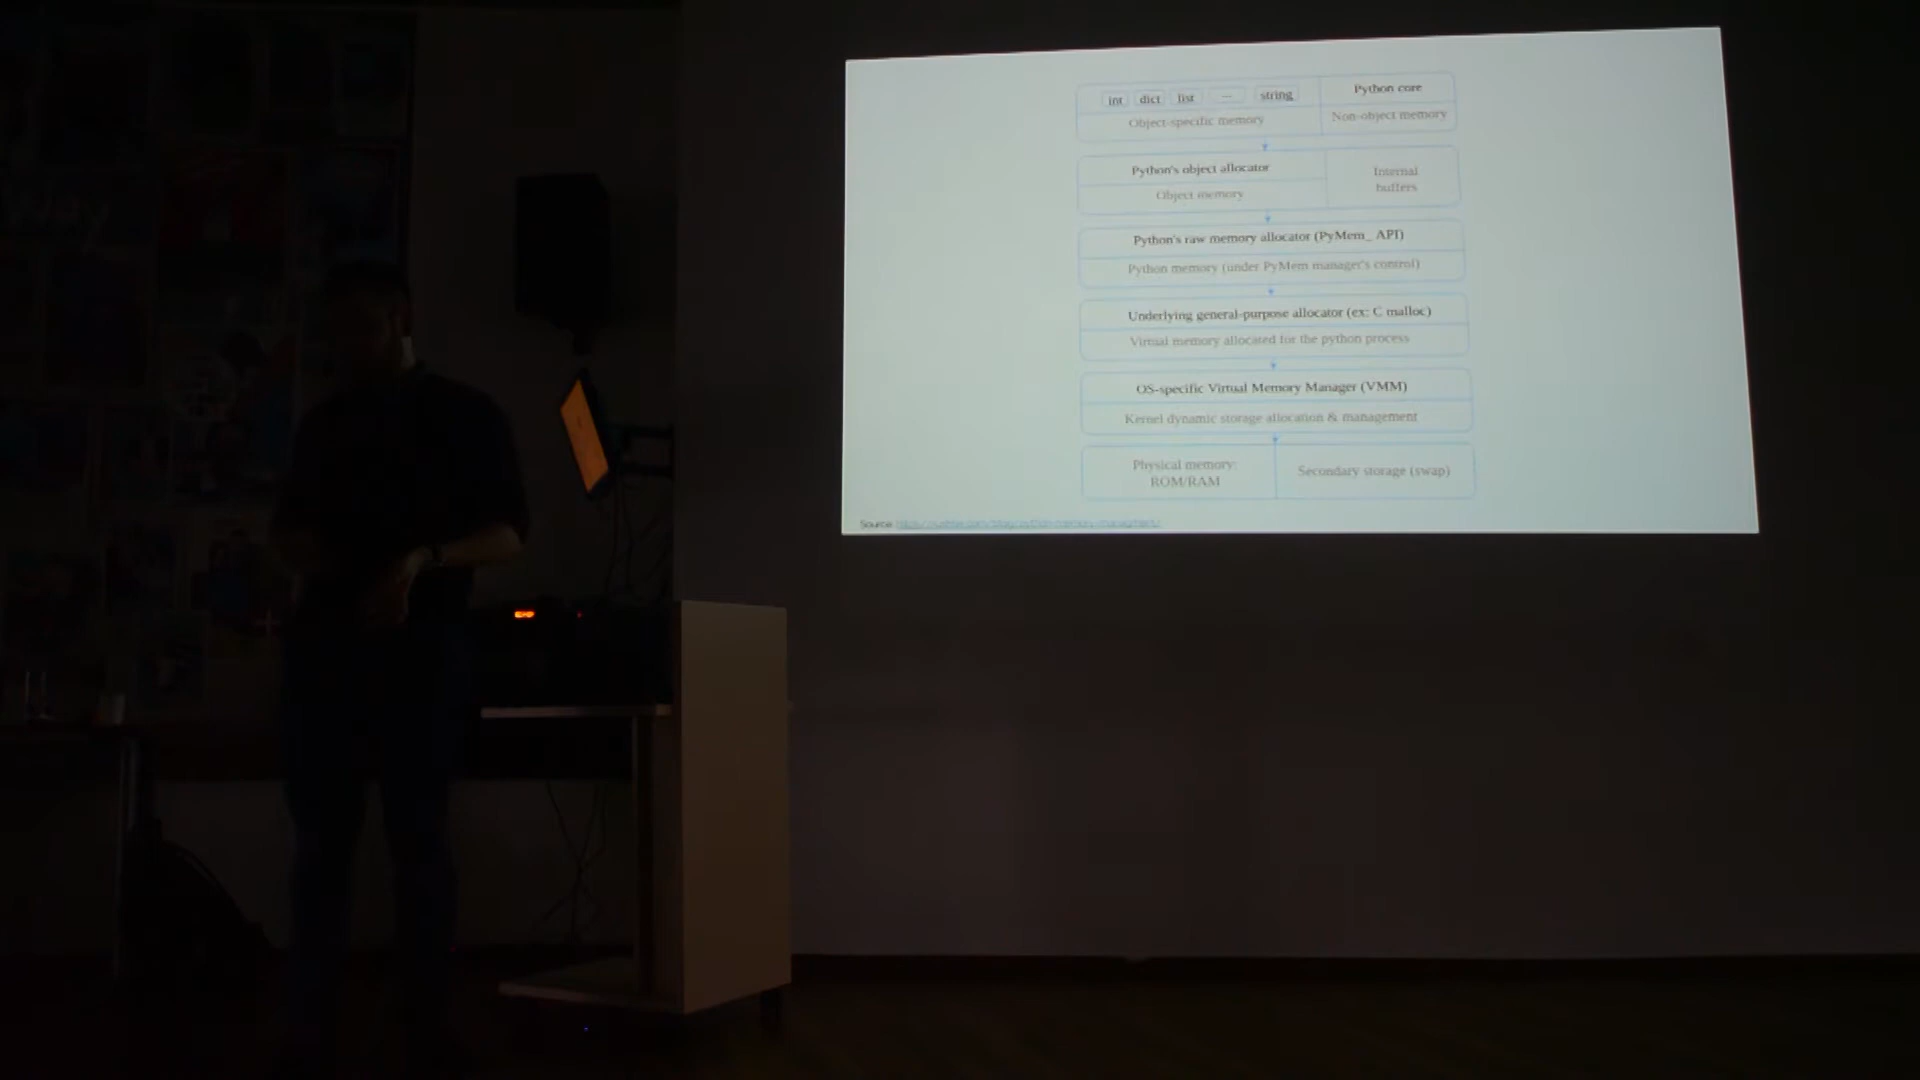 int dict list ... string
Python core
Object-specific memory
Non-object memory
Python's object allocator
Object memory
Internal
buffers
Python's raw memory allocator (PyMem_ API)
Python memory (under PyMem manager's control)
Underlying general-purpose allocator (ex: C malloc)
Virtual memory allocated for the python process
OS-specific Virtual Memory Manager (VMM)
Kernel dynamic storage allocation & management
Physical memory:
ROM/RAM
Secondary storage (swap)
Source:
Way